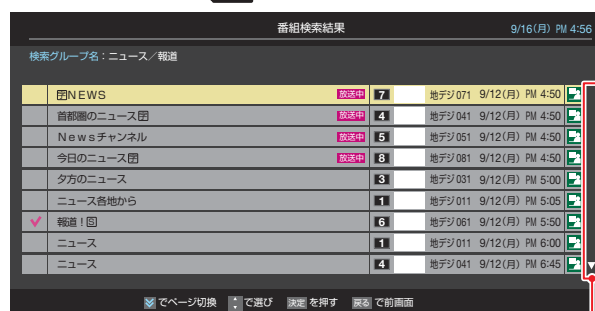 番組検索結果 9/16(月) PM 4:56
検索グループ名：ニュース／報道
字NEWS 放送中 7 地デジ071 9/12(月) PM 4:50
首都圏のニュース字 放送中 4 地デジ041 9/12(月) PM 4:50
Newsチャンネル 放送中 5 地デジ051 9/12(月) PM 4:50
今日のニュース字 放送中 8 地デジ081 9/12(月) PM 4:50
夕方のニュース 3 地デジ031 9/12(月) PM 5:00
ニュース各地から 1 地デジ011 9/12(月) PM 5:05
報道！S 6 地デジ061 9/12(月) PM 5:50
ニュース 1 地デジ011 9/12(月) PM 6:00
ニュース 4 地デジ041 9/12(月) PM 6:45
でページ切換 で選び 決定 を押す 戻る で前画面